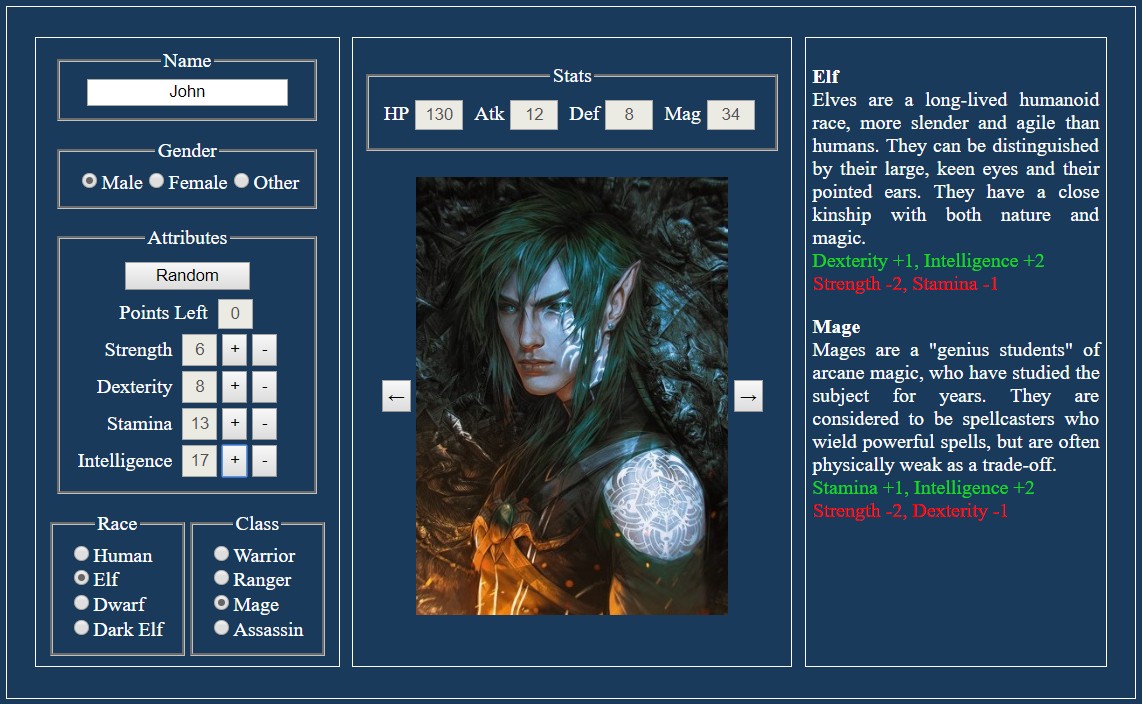 Name
John
Gender
Male Female Other
Attributes
Random
Points Left 0
Strength 6 + -
Dexterity 8 + -
Stamina 13 + -
Intelligence 17 + -
Race
Human
Elf
Dwarf
Dark Elf
Class
Warrior
Ranger
Mage
Assassin
Stats
HP 130 Atk 12 Def 8 Mag 34
← →
Elf
Elves are a long-lived humanoid
race, more slender and agile than
humans. They can be distinguished
by their large, keen eyes and their
pointed ears. They have a close
kinship with both nature and
magic.
Dexterity +1, Intelligence +2
Strength -2, Stamina -1
Mage
Mages are a "genius students" of
arcane magic, who have studied the
subject for years. They are
considered to be spellcasters who
wield powerful spells, but are often
physically weak as a trade-off.
Stamina +1, Intelligence +2
Strength -2, Dexterity -1